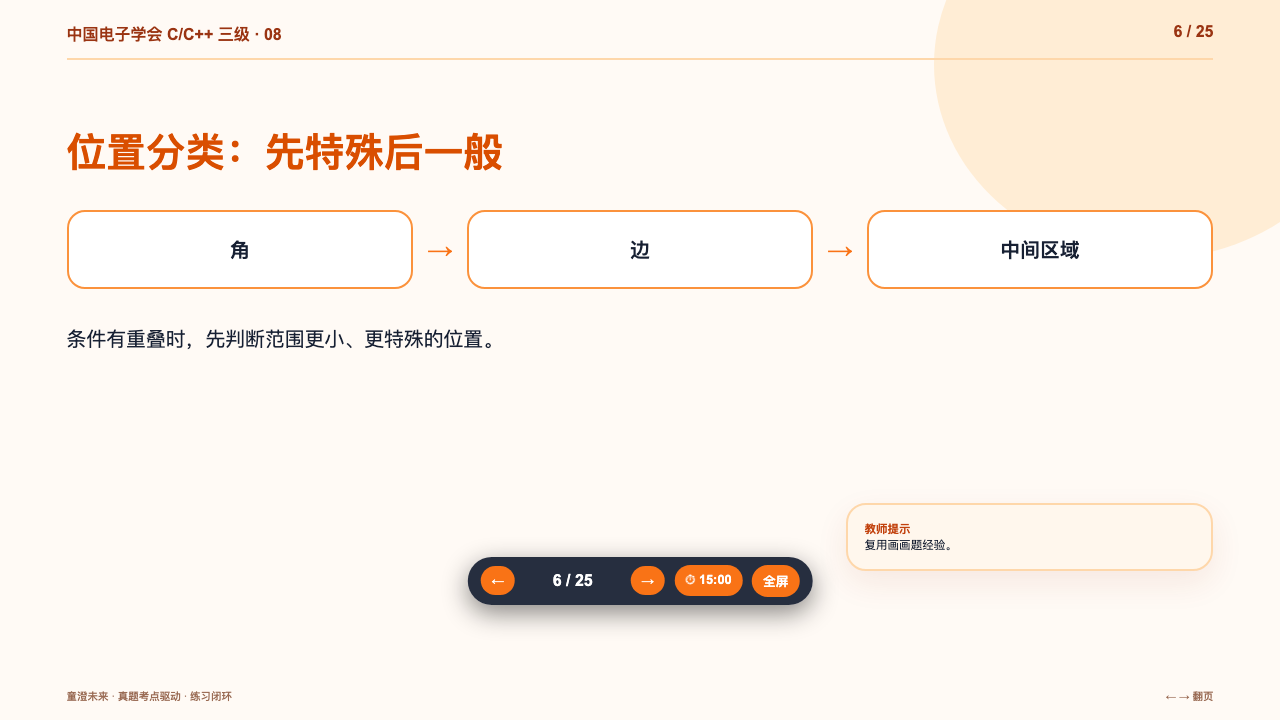 中国电子学会 C/C++ 三级 · 08
6 / 25
位置分类：先特殊后一般
角
→
边
→
中间区域
条件有重叠时，先判断范围更小、更特殊的位置。
教师提示
复用画画题经验。
← 6 / 25 → ⏱ 15:00 全屏
童澄未来 · 真题考点驱动 · 练习闭环
← → 翻页